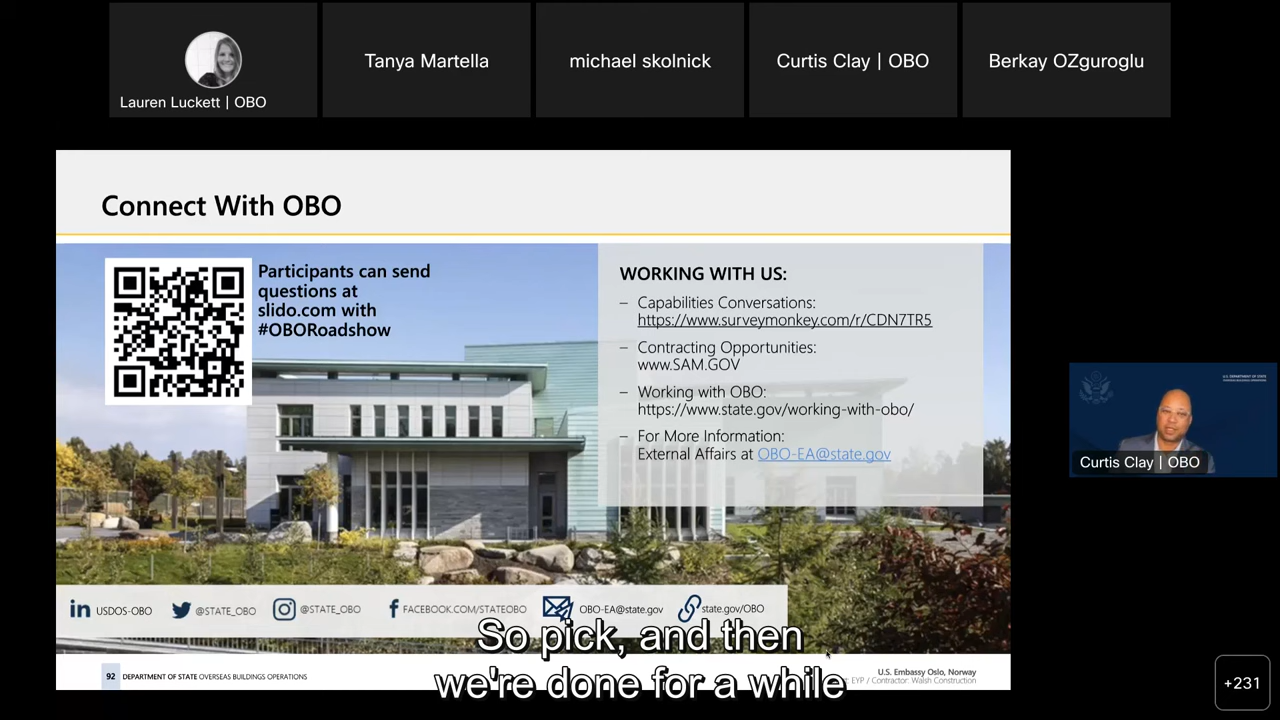 Tanya Martella
michael skolnick
Curtis Clay | OBO
Berkay OZguroglu
Lauren Luckett | OBO
Connect With OBO
Participants can send
questions at
slido.com with
#OBORoadshow
WORKING WITH US:
– Capabilities Conversations:
https://www.surveymonkey.com/r/CDN7TR5
– Contracting Opportunities:
www.SAM.GOV
– Working with OBO:
https://www.state.gov/working-with-obo/
– For More Information:
External Affairs at OBO-EA@state.gov
U.S. DEPARTMENT OF STATE
Curtis Clay | OBO
in USDOS-OBO
@STATE_OBO
@STATE_OBO
FACEBOOK.COM/STATEOBO
OBO-EA@state.gov
state.gov/OBO
So pick, and then
we're done for a while
92 DEPARTMENT OF STATE OVERSEAS BUILDINGS OPERATIONS
U.S. Embassy Oslo, Norway
EYP / Contractor: Walsh Construction
+231